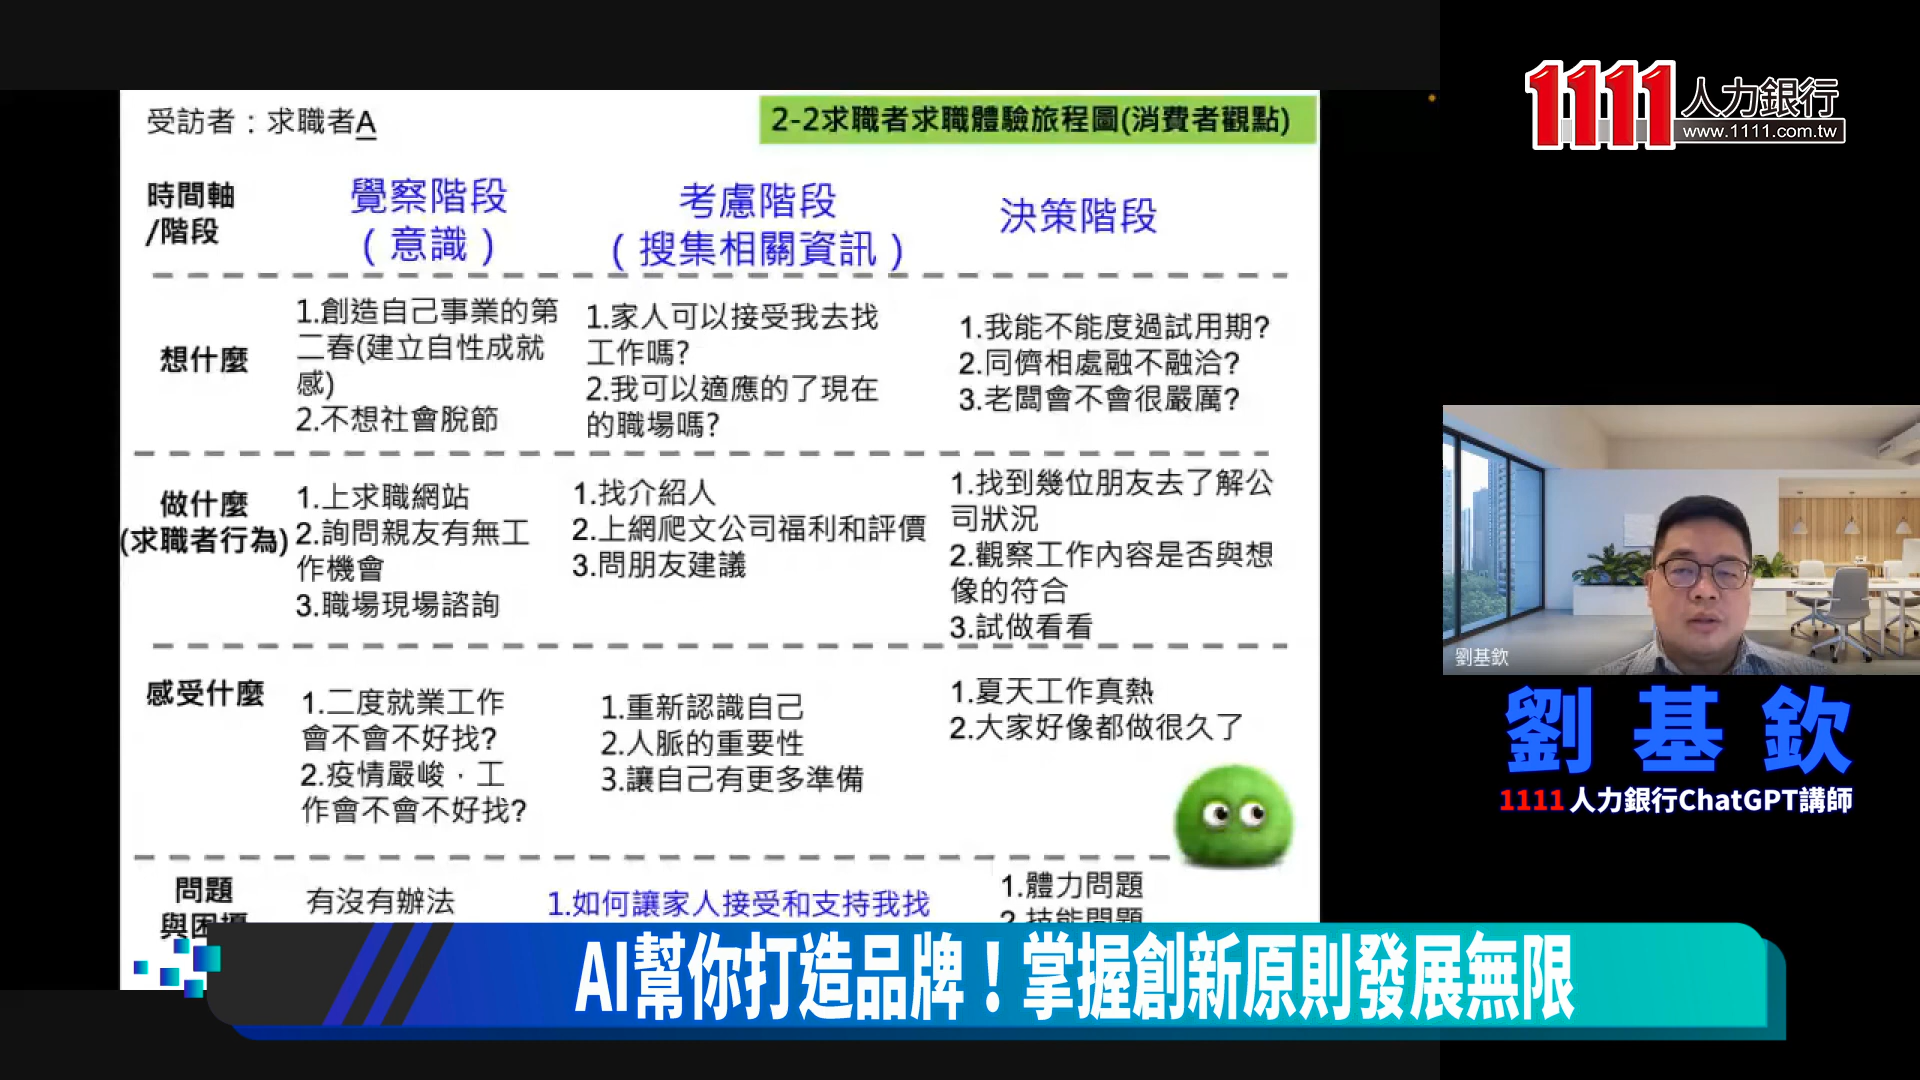 受訪者：求職者A
2-2求職者求職體驗旅程圖(消費者觀點)
時間軸
/階段
覺察階段
（意識）
考慮階段
（搜集相關資訊）
決策階段
想什麼
1.創造自己事業的第
二春(建立自性成就
感)
2.不想社會脫節
1.家人可以接受我去找
工作嗎?
2.我可以適應的了現在
的職場嗎?
1.我能不能度過試用期?
2.同儕相處融不融洽?
3.老闆會不會很嚴厲?
做什麼
(求職者行為)
1.上求職網站
2.詢問親友有無工
作機會
3.職場現場諮詢
1.找介紹人
2.上網爬文公司福利和評價
3.問朋友建議
1.找到幾位朋友去了解公
司狀況
2.觀察工作內容是否與想
像的符合
3.試做看看
感受什麼
1.二度就業工作
會不會不好找?
2.疫情嚴峻，工
作會不會不好找?
1.重新認識自己
2.人脈的重要性
3.讓自己有更多準備
1.夏天工作真熱
2.大家好像都做很久了
問題
與困擾
有沒有辦法
1.如何讓家人接受和支持我找
1.體力問題
2.技能問題
1111人力銀行
www.1111.com.tw
劉基欽
劉基欽
1111人力銀行ChatGPT講師
AI幫你打造品牌！掌握創新原則發展無限